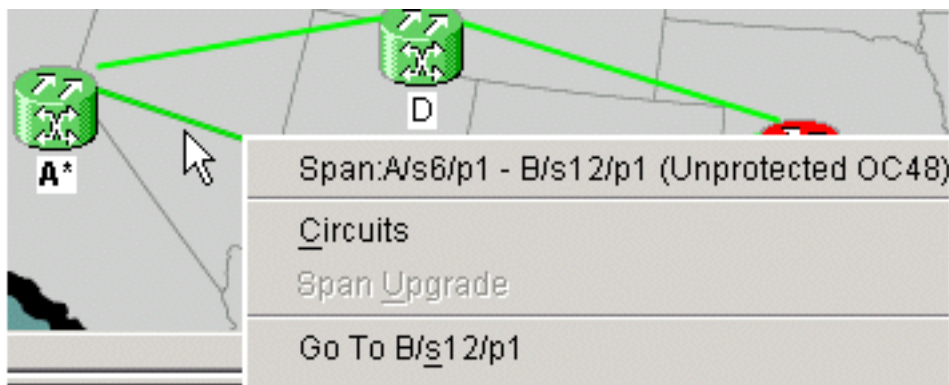 D
A*
Span:A/s6/p1 - B/s12/p1 (Unprotected OC48)
Circuits
Span Upgrade
Go To B/s12/p1